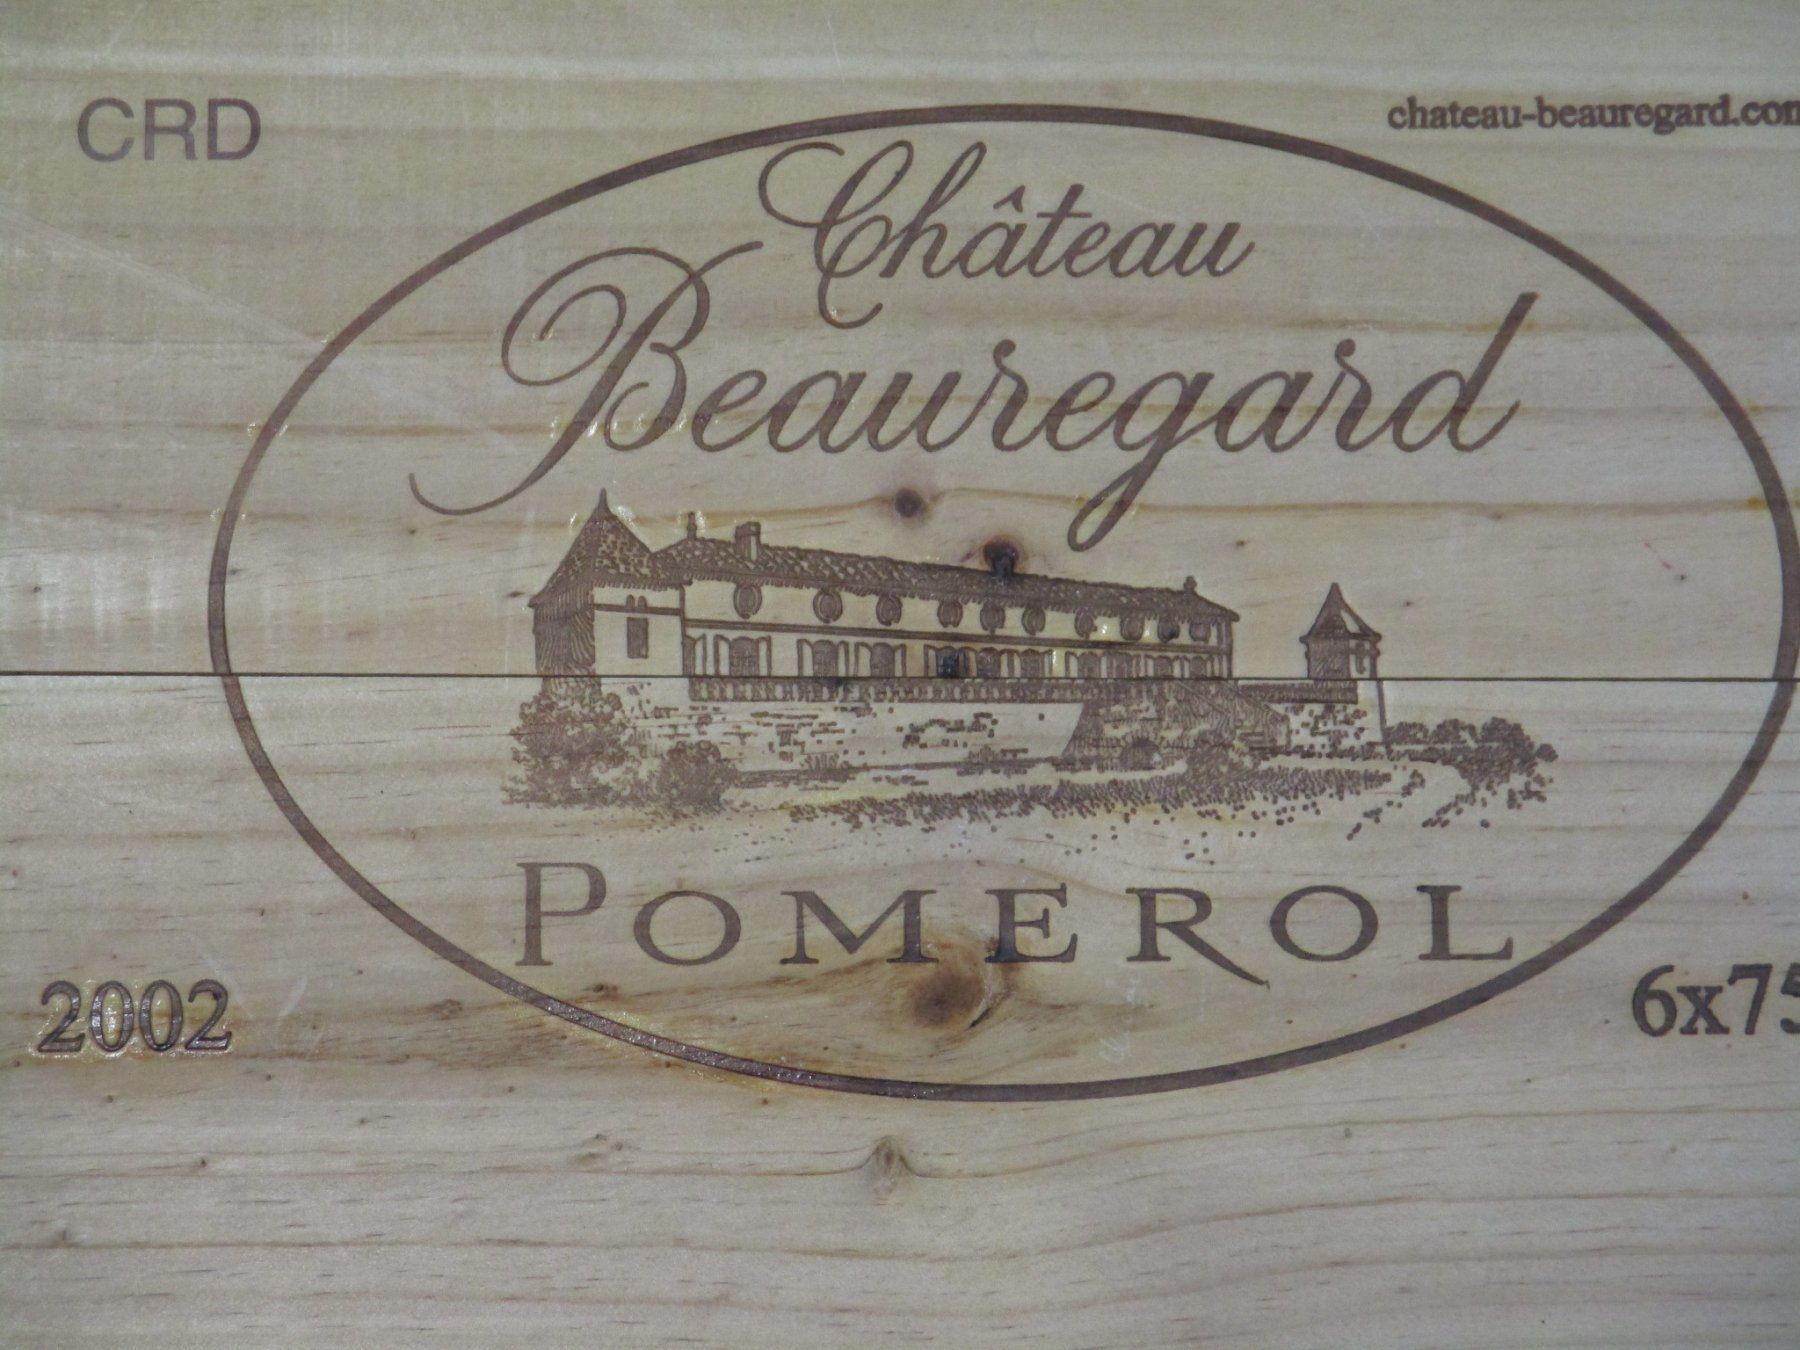 CRD
chateau-beauregard.com
Château
Beauregard
POMEROL
2002
6x75